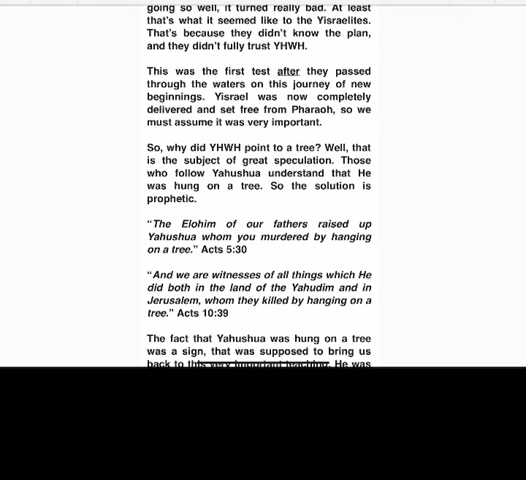 going so well, it turned really bad. At least
that's what it seemed like to the Yisraelites.
That's because they didn't know the plan,
and they didn't fully trust YHWH.
This was the first test after they passed
through the waters on this journey of new
beginnings. Yisrael was now completely
delivered and set free from Pharaoh, so we
must assume it was very important.
So, why did YHWH point to a tree? Well, that
is the subject of great speculation. Those
who follow Yahushua understand that He
was hung on a tree. So the solution is
prophetic.
“The Elohim of our fathers raised up
Yahushua whom you murdered by hanging
on a tree.” Acts 5:30
“And we are witnesses of all things which He
did both in the land of the Yahudim and in
Jerusalem, whom they killed by hanging on a
tree.” Acts 10:39
The fact that Yahushua was hung on a tree
was a sign, that was supposed to bring us
back to this very important teaching. He was